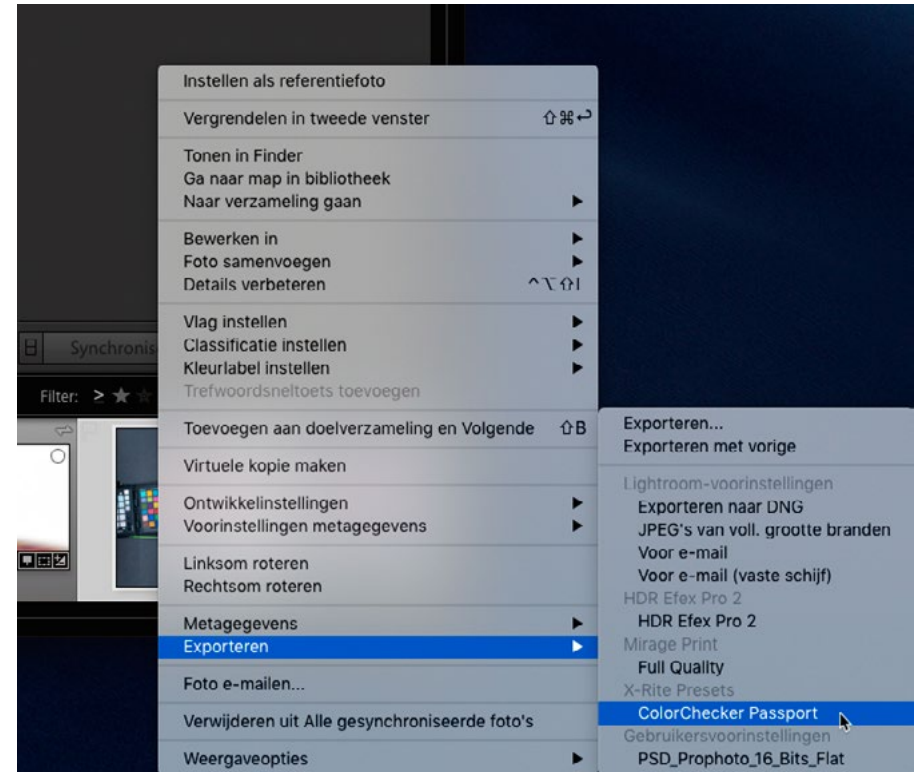 Instellen als referentiefoto
Vergrendelen in tweede venster ⇧⌘↩
Tonen in Finder
Ga naar map in bibliotheek
Naar verzameling gaan
Bewerken in
Foto samenvoegen
Details verbeteren ^⌥⇧I
Vlag instellen
Classificatie instellen
Kleurlabel instellen
Trefwoordsneltoets toevoegen
Toevoegen aan doelverzameling en Volgende ⇧B
Virtuele kopie maken
Ontwikkelinstellingen
Voorinstellingen metagegevens
Linksom roteren
Rechtsom roteren
Metagegevens
Exporteren
Foto e-mailen...
Verwijderen uit Alle gesynchroniseerde foto's
Weergaveopties
Synchronis
Filter: ≥
Exporteren...
Exporteren met vorige
Lightroom-voorinstellingen
Exporteren naar DNG
JPEG's van voll. grootte branden
Voor e-mail
Voor e-mail (vaste schijf)
HDR Efex Pro 2
HDR Efex Pro 2
Mirage Print
Full Quality
X-Rite Presets
ColorChecker Passport
Gebruikersvoorinstellingen
PSD_Prophoto_16_Bits_Flat